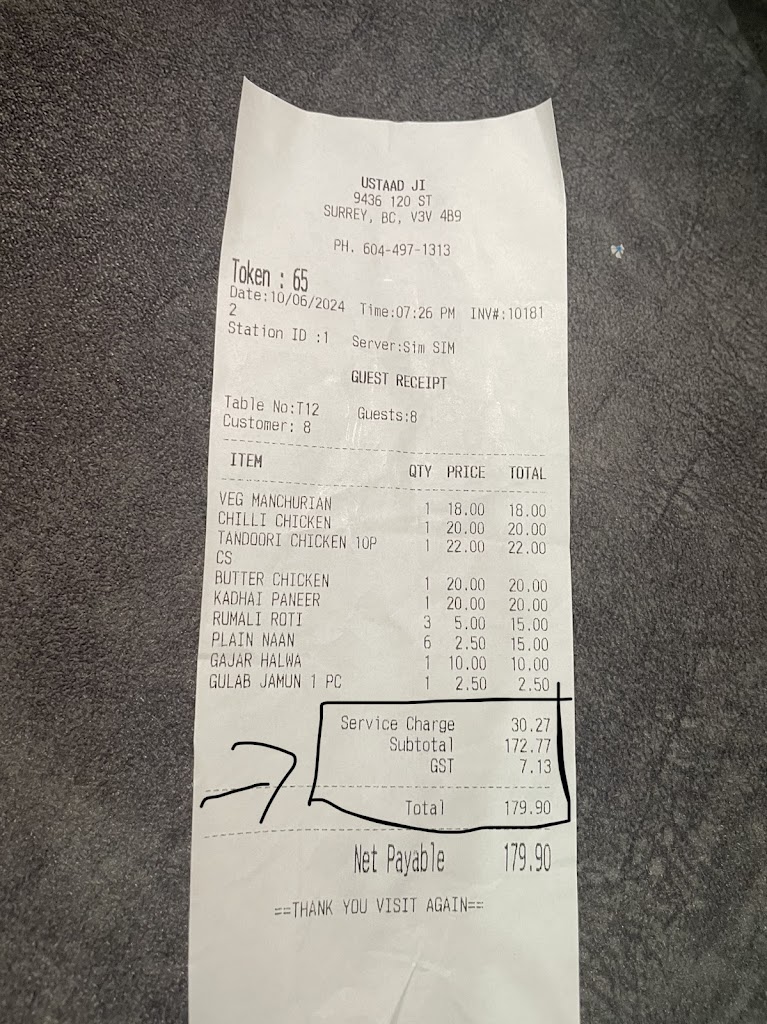 USTAAD JI
9436 120 ST
SURREY, BC, V3V 4B9
PH. 604-497-1313
Token : 65
Date:10/06/2024 Time:07:26 PM INV#:10181
2
Station ID :1 Server:Sim SIM
GUEST RECEIPT
Table No:T12 Guests:8
Customer: 8
ITEM QTY PRICE TOTAL
VEG MANCHURIAN 1 18.00 18.00
CHILLI CHICKEN 1 20.00 20.00
TANDOORI CHICKEN 10P 1 22.00 22.00
CS
BUTTER CHICKEN 1 20.00 20.00
KADHAI PANEER 1 20.00 20.00
RUMALI ROTI 3 5.00 15.00
PLAIN NAAN 6 2.50 15.00
GAJAR HALWA 1 10.00 10.00
GULAB JAMUN 1 PC 1 2.50 2.50
Service Charge 30.27
Subtotal 172.77
GST 7.13
Total 179.90
Net Payable 179.90
==THANK YOU VISIT AGAIN==